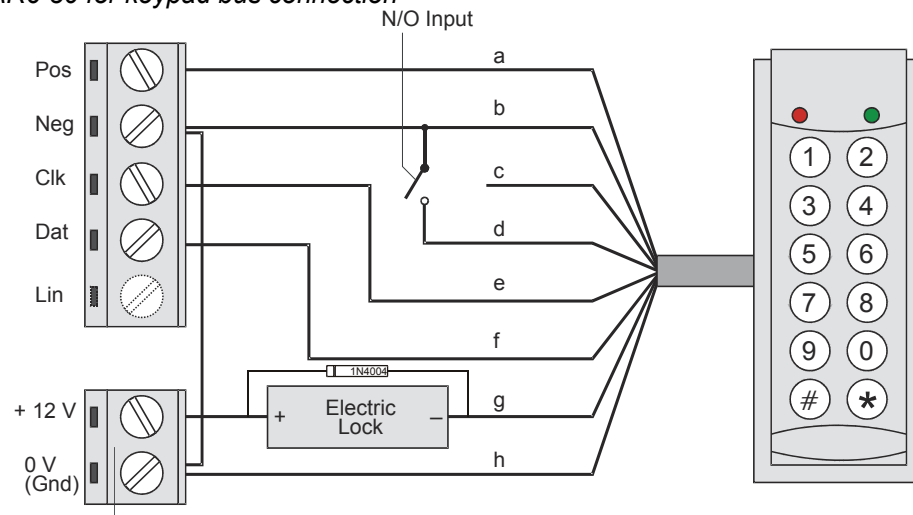 N/O Input
Pos
Neg
Clk
Dat
Lin
a
b
c
d
e
f
g
h
1N4004
+ 12 V
0 V
(Gnd)
+
Electric
Lock
–
1 2
3 4
5 6
7 8
9 0
# *